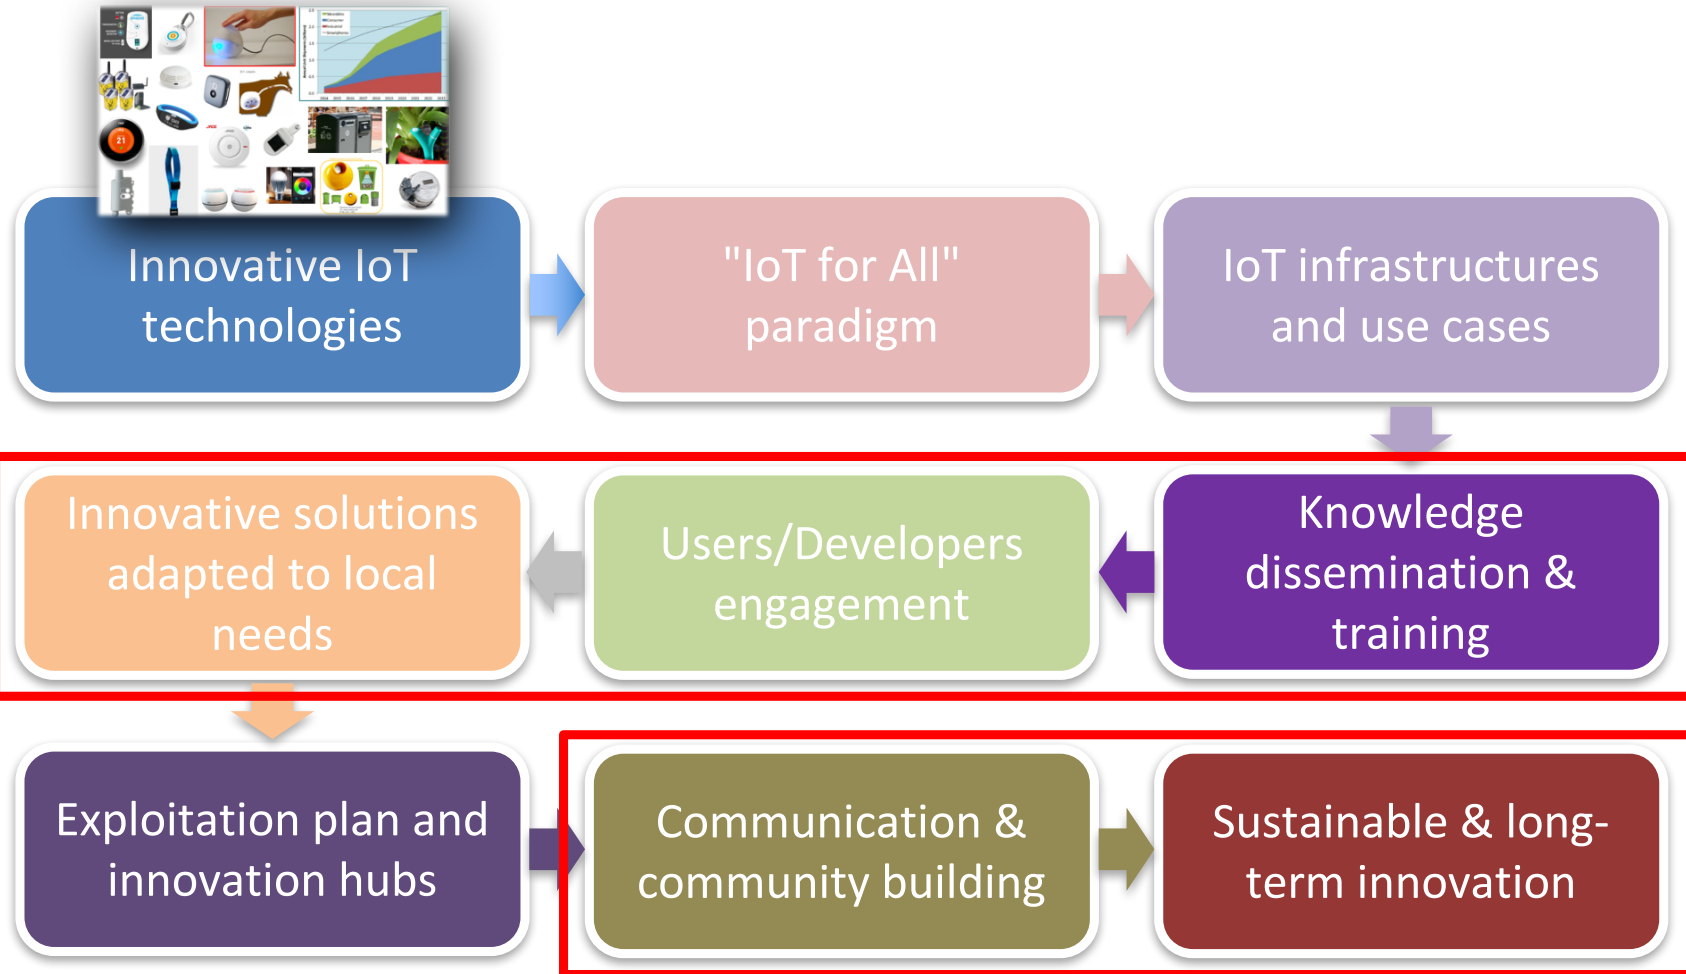 Innovative IoT
technologies
"IoT for All"
paradigm
IoT infrastructures
and use cases
Knowledge
dissemination &
training
Users/Developers
engagement
Innovative solutions
adapted to local
needs
Exploitation plan and
innovation hubs
Communication &
community building
Sustainable & long-
term innovation